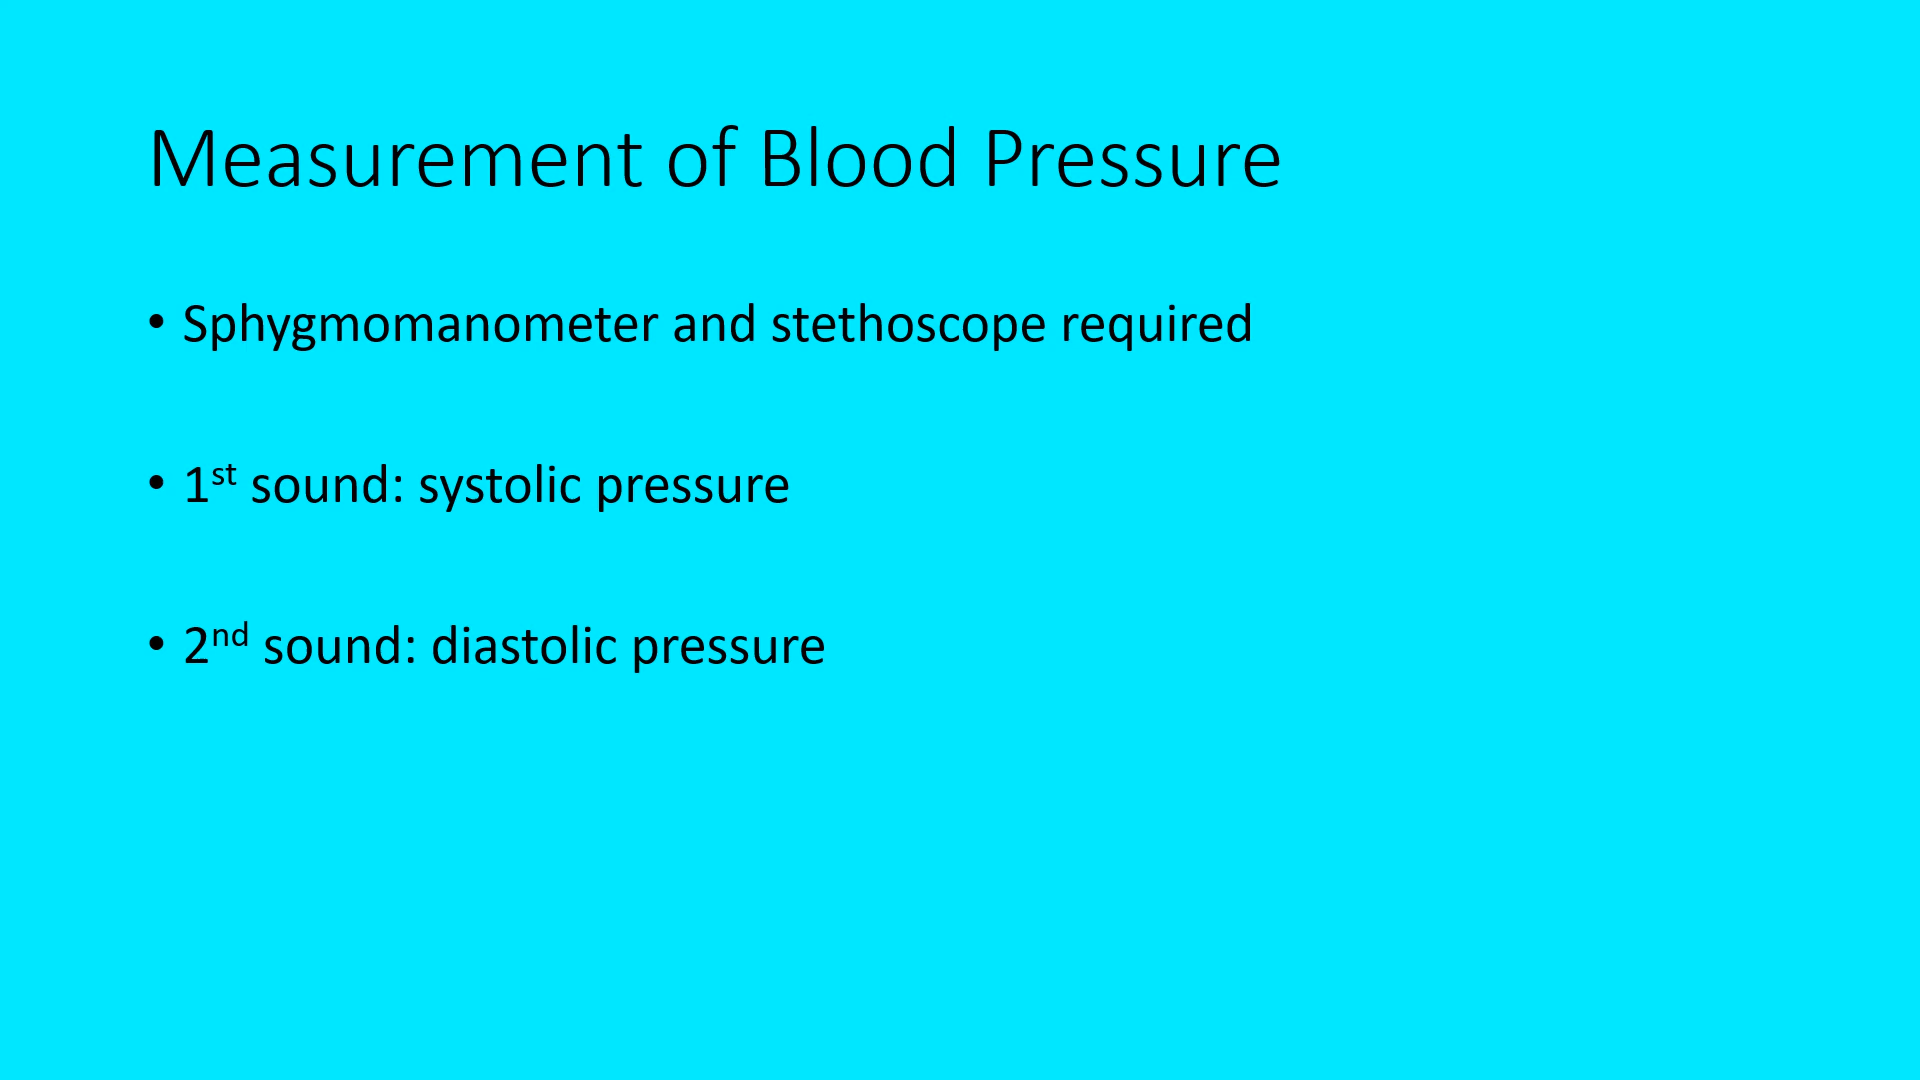 Measurement of Blood Pressure
• Sphygmomanometer and stethoscope required
• 1st sound: systolic pressure
• 2nd sound: diastolic pressure